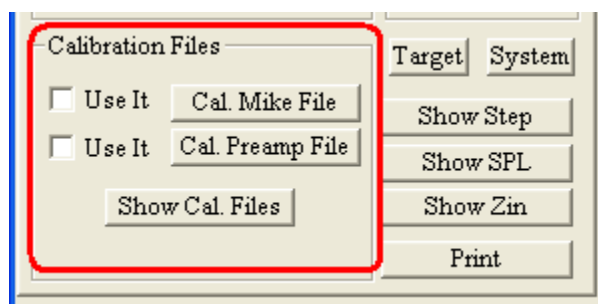 Calibration Files
Use It Cal. Mike File
Use It Cal. Preamp File
Show Cal. Files
Target System
Show Step
Show SPL
Show Zin
Print